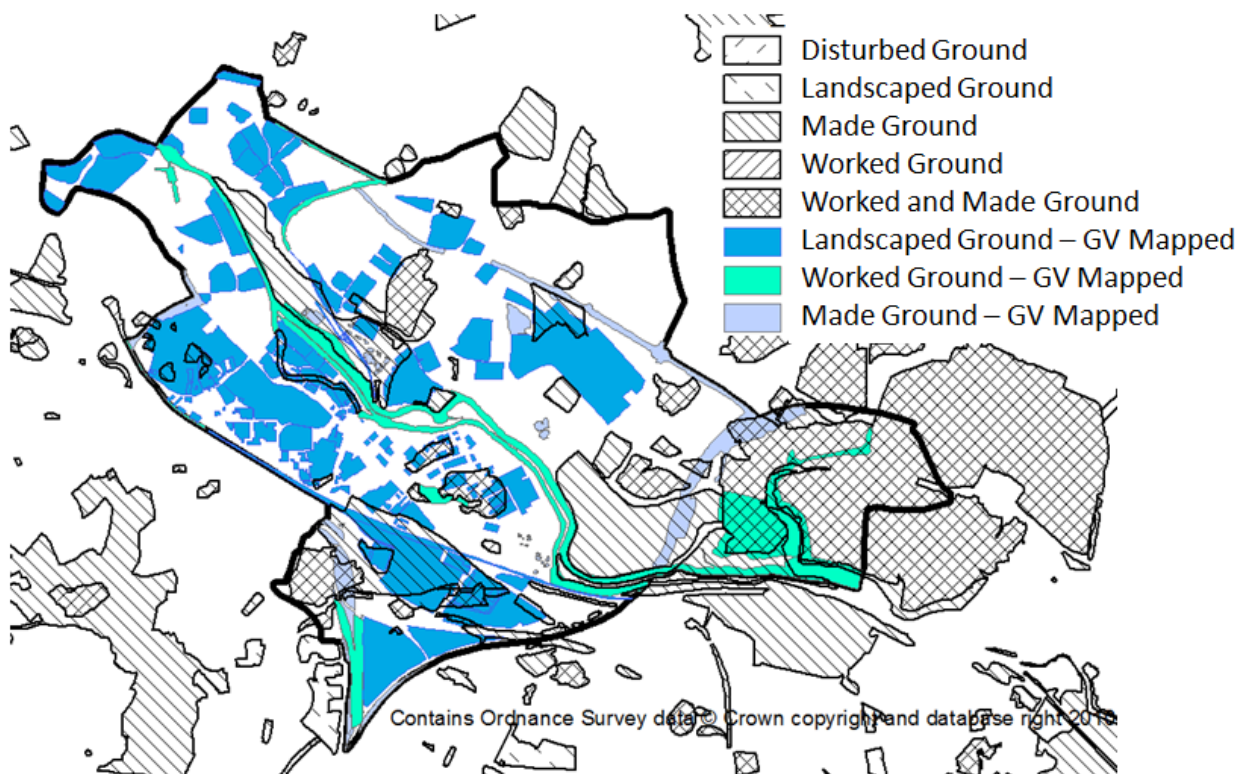 Disturbed Ground
Landscaped Ground
Made Ground
Worked Ground
Worked and Made Ground
Landscaped Ground – GV Mapped
Worked Ground – GV Mapped
Made Ground – GV Mapped
Contains Ordnance Survey data © Crown copyright and database right 2010